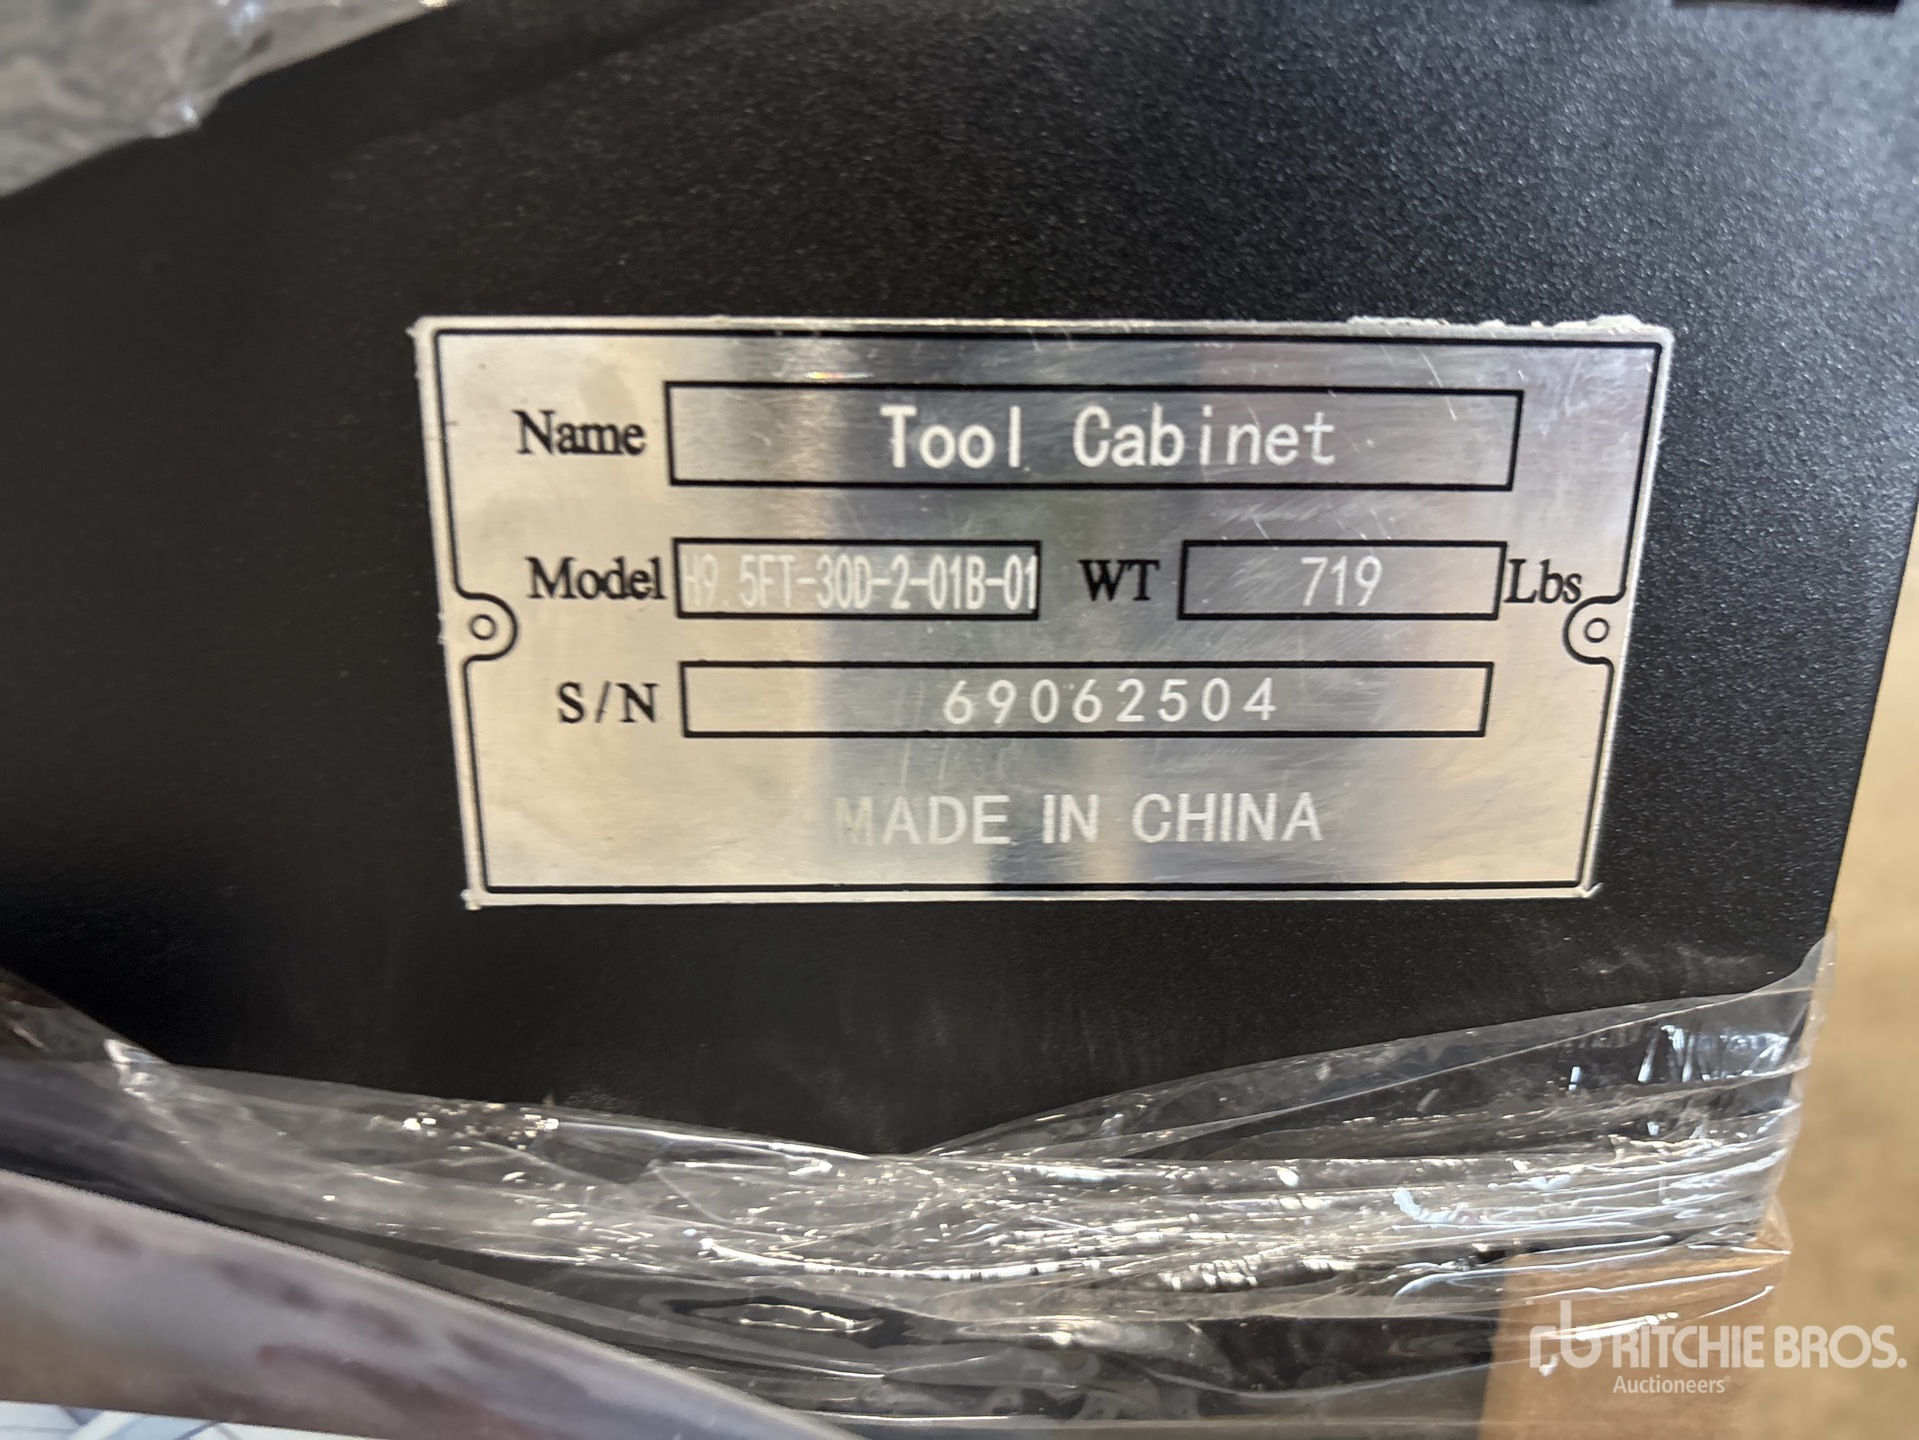 Name Tool Cabinet
Model H9.5FT-30D-2-01B-01 WT 719 Lbs
S/N 69062504
MADE IN CHINA
rb RITCHIE BROS.
Auctioneers